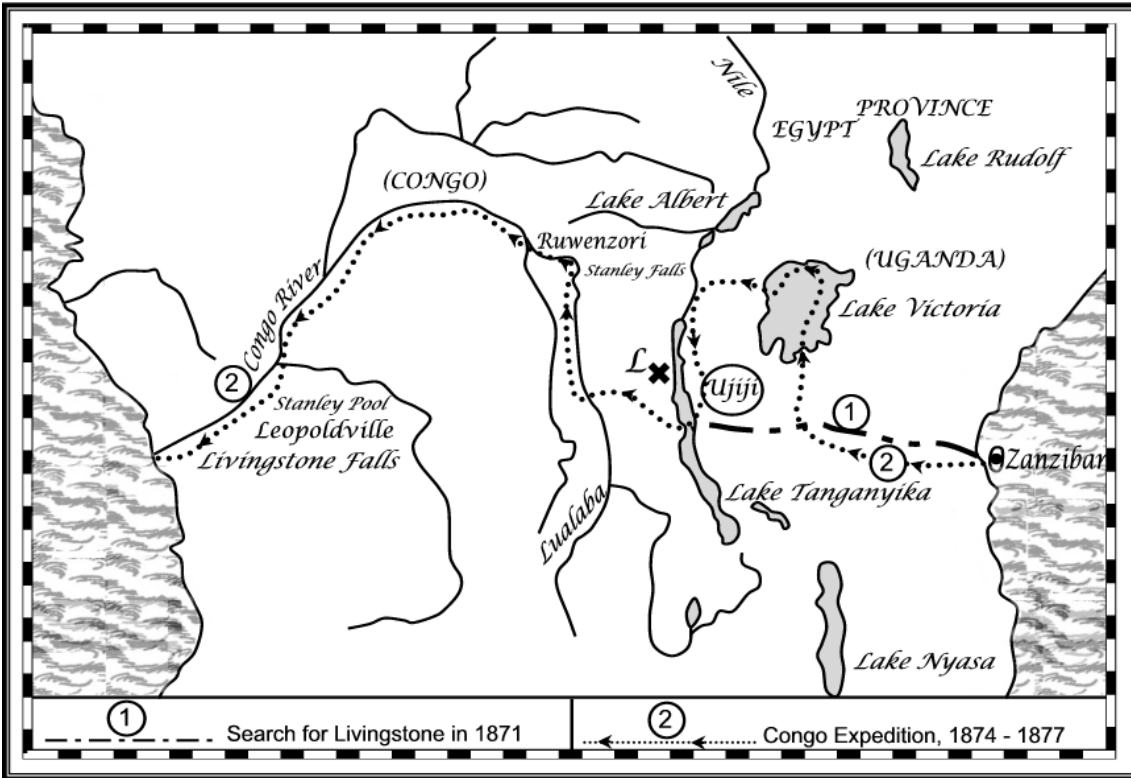 Nile
PROVINCE
EGYPT
Lake Rudolf
(CONGO)
Lake Albert
Ruwenzori
Stanley Falls
(UGANDA)
Lake Victoria
Congo River
2
L
Ujiji
Stanley Pool
Leopoldville
Livingstone Falls
1
2
Zanzibar
Lake Tanganyika
Lualaba
Lake Nyasa
1 Search for Livingstone in 1871
2 Congo Expedition, 1874 - 1877